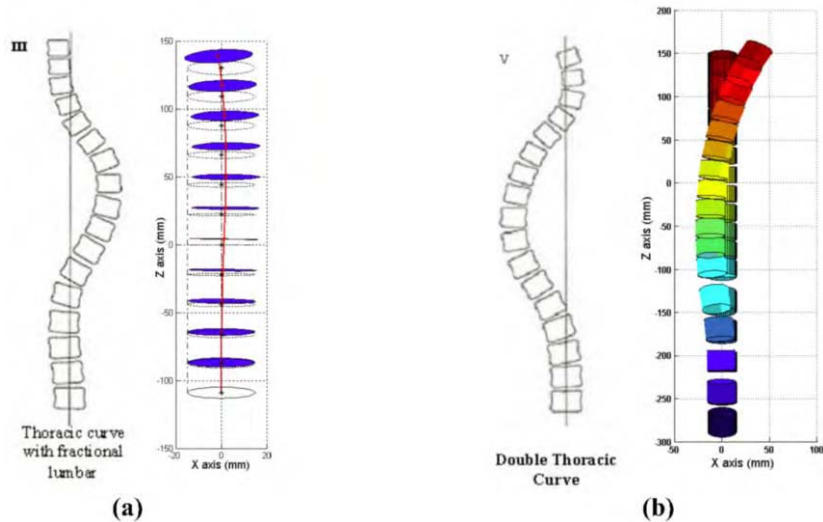 III
150
100
50
0
-50
-100
-150
-20
0
20
Z axis (mm)
X axis (mm)
Thoracic curve
with fractional
lumbar
(a)
V
200
150
100
50
0
-50
-100
-150
-200
-250
-300
-50
0
50
100
Z axis (mm)
X axis (mm)
Double Thoracic
Curve
(b)